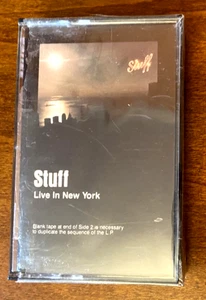 Stuff
Stuff
Live In New York
Blank tape at end of Side 2 is necessary
to duplicate the sequence of the L.P.